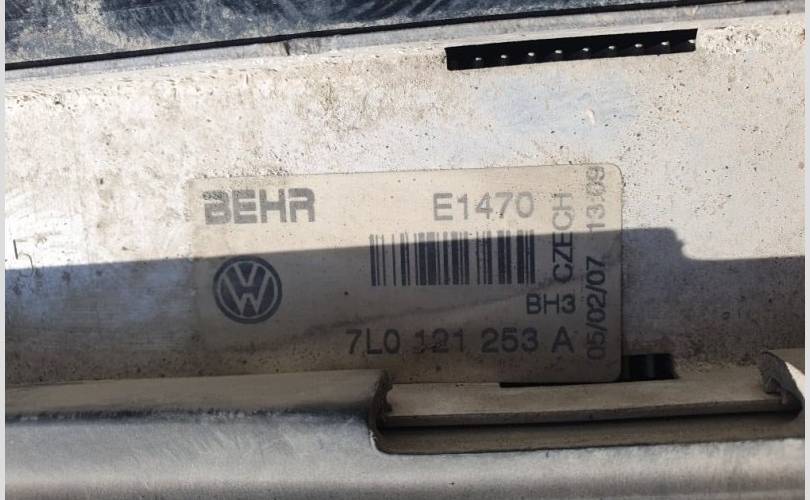 BEHR
E1470
BH3
7L0 121 253 A
CZECH
05/02/07 13:09